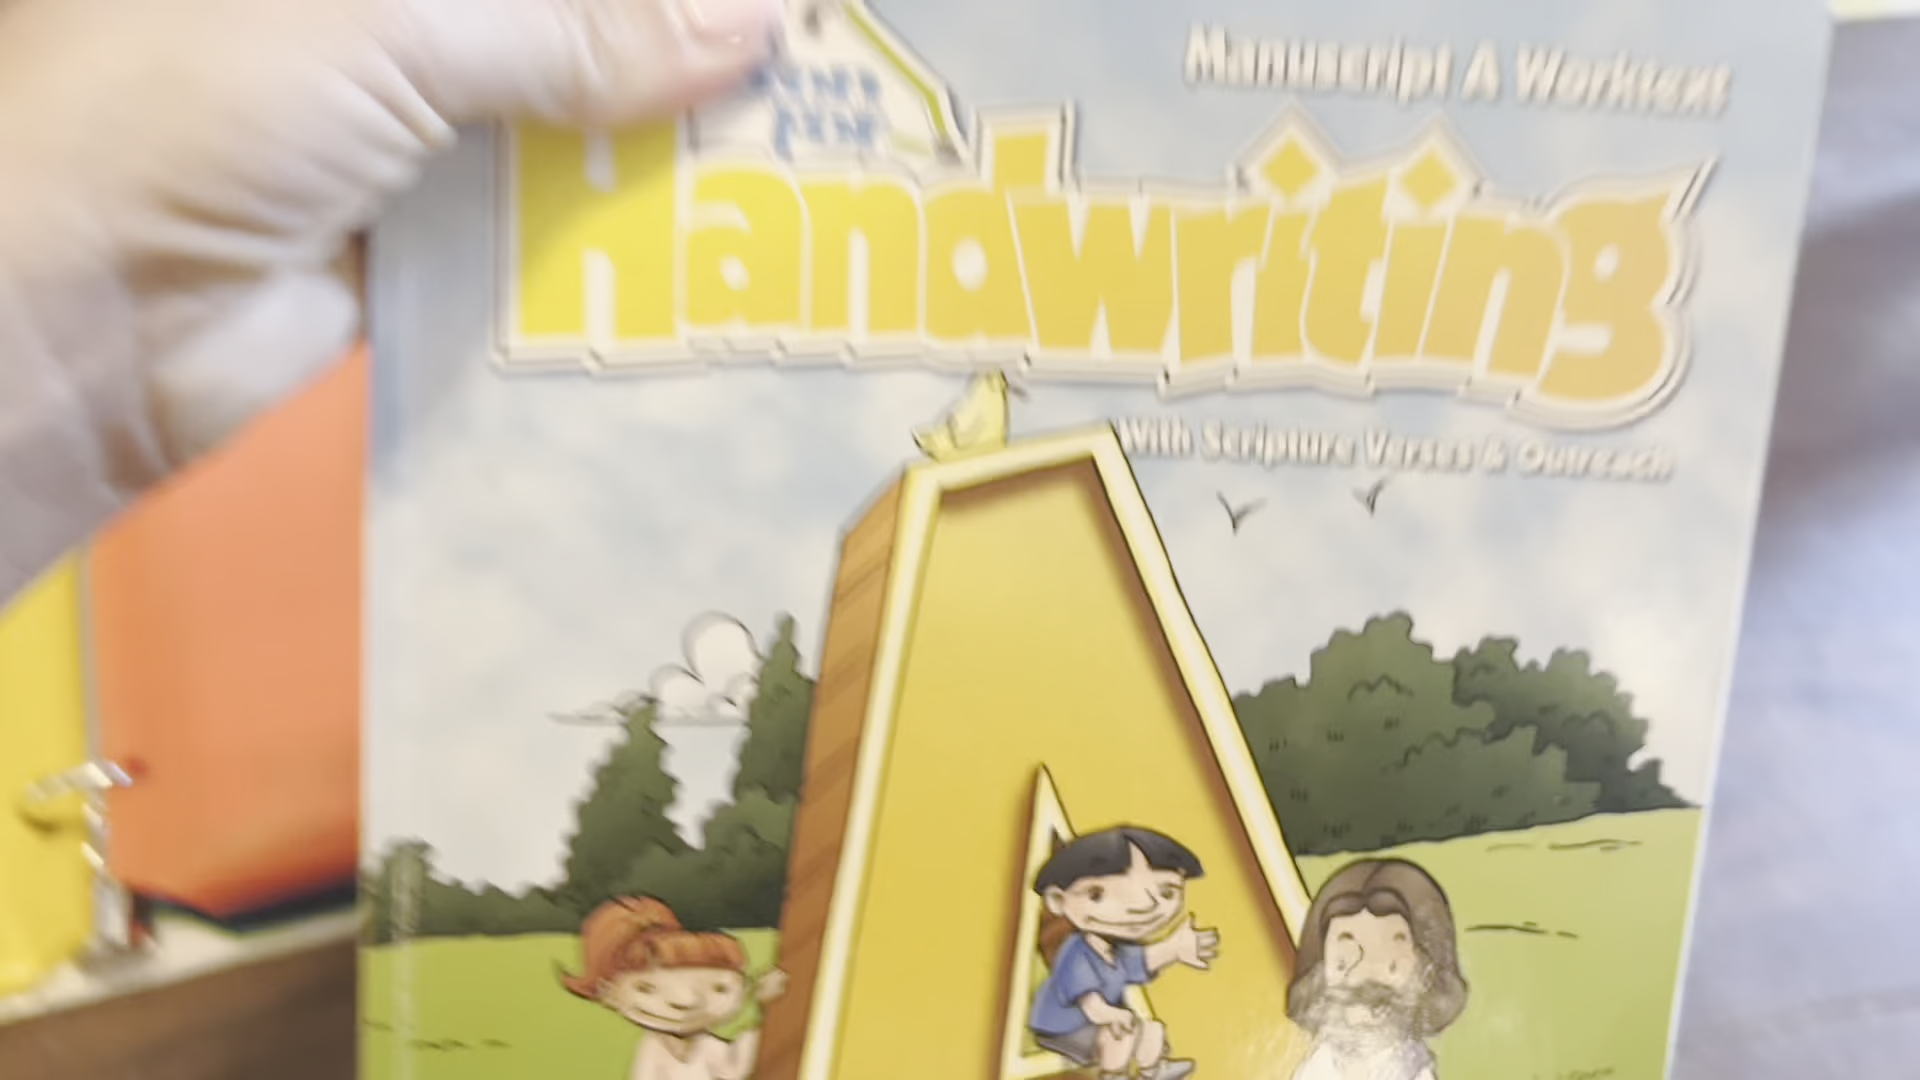 Manuscript A Worktext
Handwriting
With Scripture Verses & Outreach